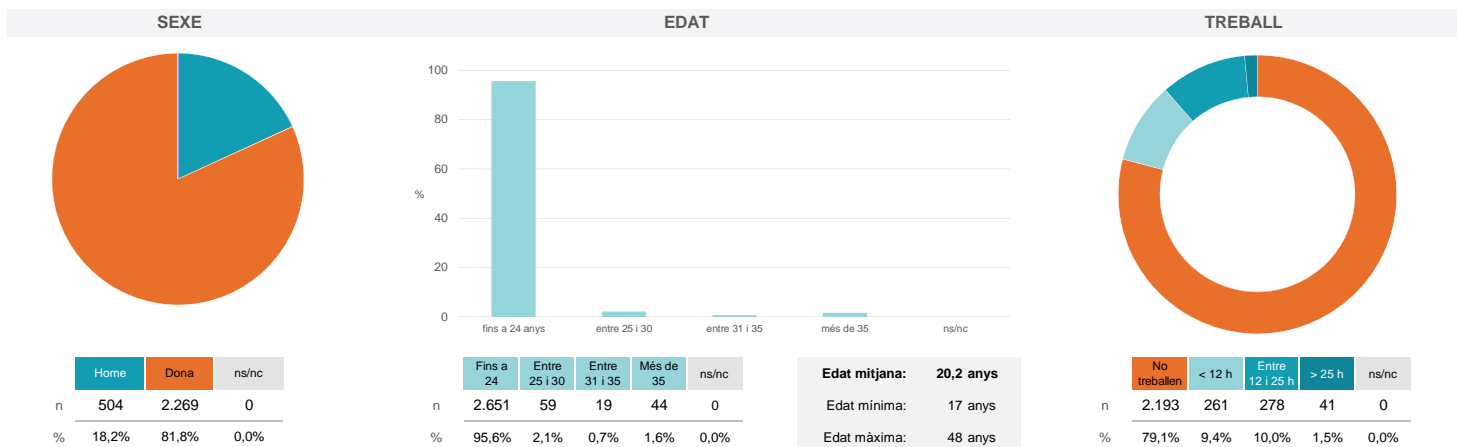 SEXE
EDAT
TREBALL
100
80
60
%
40
20
0
fins a 24 anys
entre 25 i 30
entre 31 i 35
més de 35
ns/nc
Home Dona ns/nc
n 504 2.269 0
% 18,2% 81,8% 0,0%
Fins a 24 Entre 25 i 30 Entre 31 i 35 Més de 35 ns/nc
n 2.651 59 19 44 0
% 95,6% 2,1% 0,7% 1,6% 0,0%
Edat mitjana: 20,2 anys
Edat mínima: 17 anys
Edat màxima: 48 anys
No treballen < 12 h Entre 12 i 25 h > 25 h ns/nc
n 2.193 261 278 41 0
% 79,1% 9,4% 10,0% 1,5% 0,0%